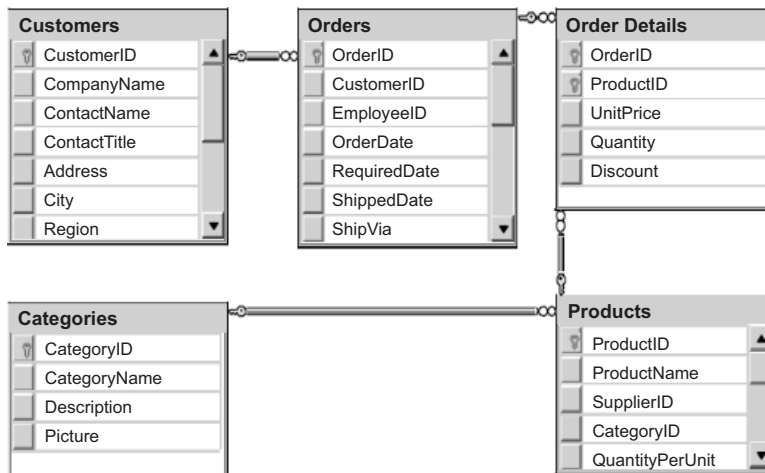 Customers
CustomerID
CompanyName
ContactName
ContactTitle
Address
City
Region
Orders
OrderID
CustomerID
EmployeeID
OrderDate
RequiredDate
ShippedDate
ShipVia
Order Details
OrderID
ProductID
UnitPrice
Quantity
Discount
Categories
CategoryID
CategoryName
Description
Picture
Products
ProductID
ProductName
SupplierID
CategoryID
QuantityPerUnit